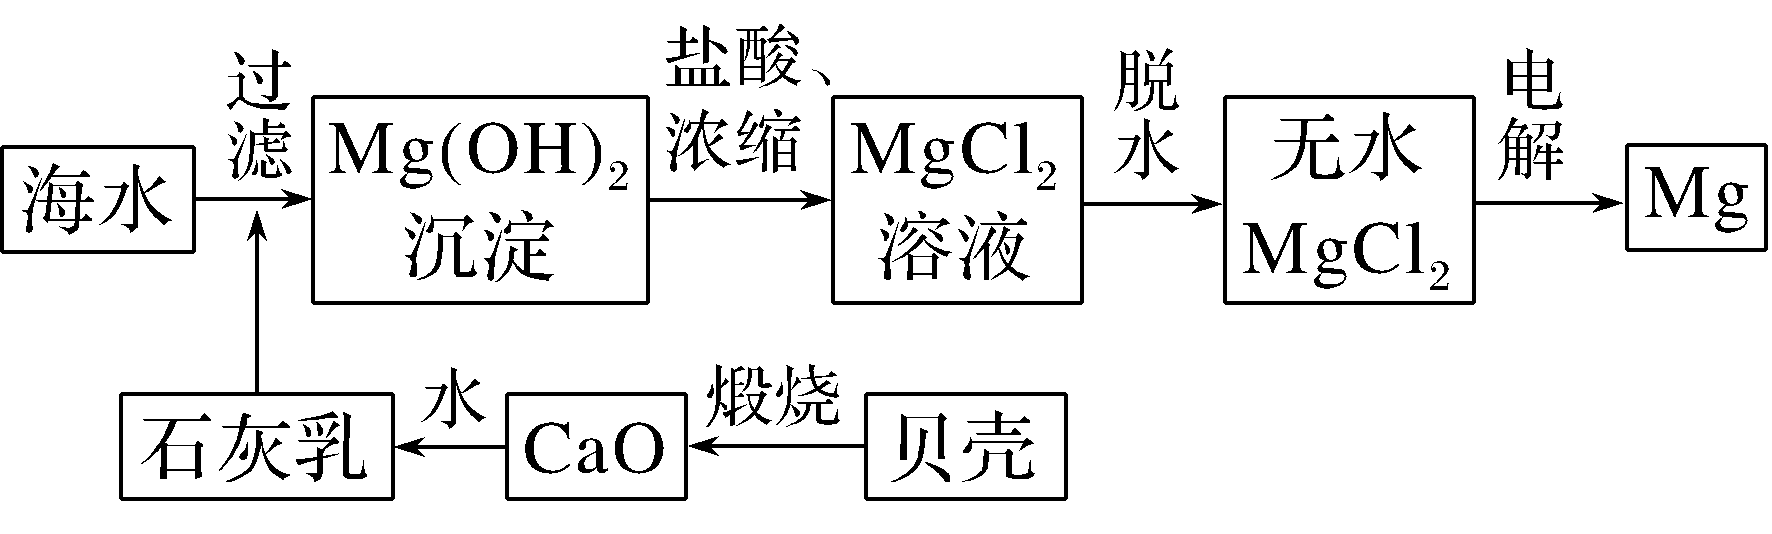 海水
过滤
Mg(OH)₂
沉淀
盐酸、
浓缩
MgCl₂
溶液
脱水
无水
MgCl₂
电解
Mg
石灰乳
水
CaO
煅烧
贝壳